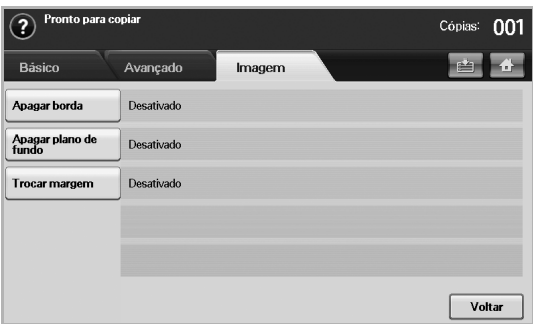 ? Pronto para copiar Cópias: 001
Básico Avançado Imagem
Apagar borda Desativado
Apagar plano de
fundo Desativado
Trocar margem Desativado
Voltar